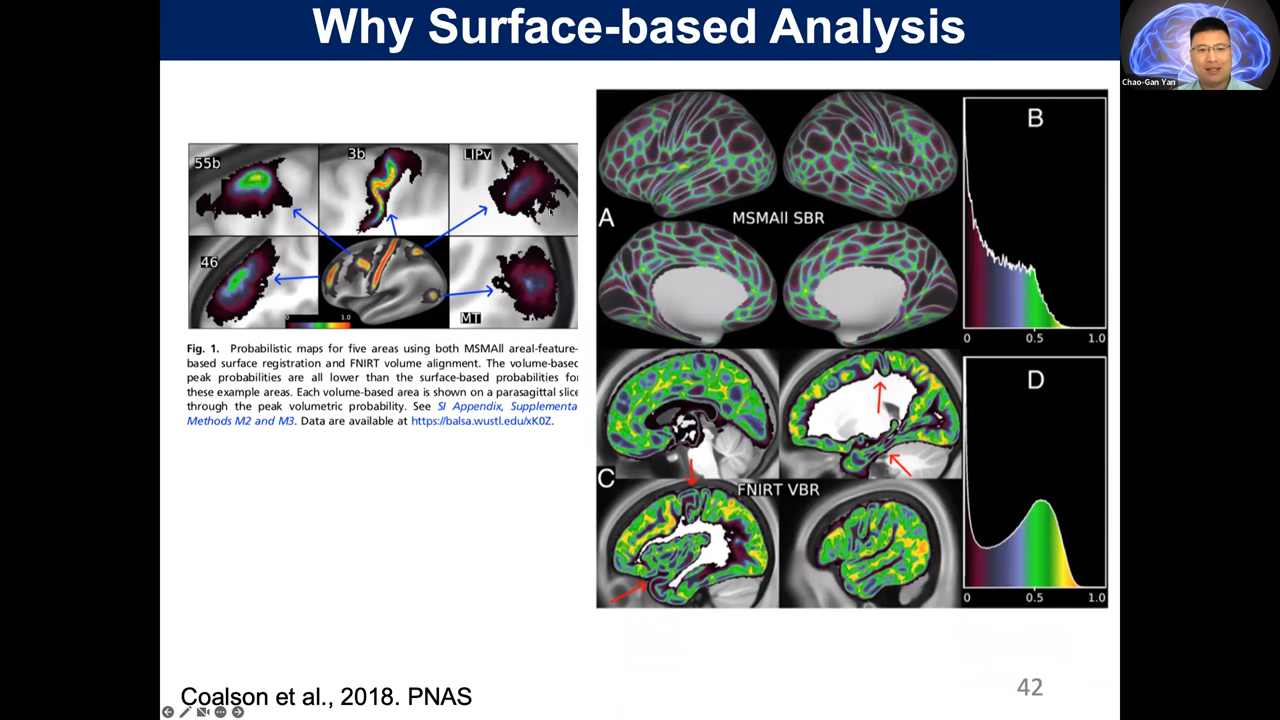 Why Surface-based Analysis
Chao-Gan Yan
55b
3b
LIPv
46
MT
0
1.0
Fig. 1. Probabilistic maps for five areas using both MSMAll areal-feature-
based surface registration and FNIRT volume alignment. The volume-based
peak probabilities are all lower than the surface-based probabilities for
these example areas. Each volume-based area is shown on a parasagittal slice
through the peak volumetric probability. See SI Appendix, Supplementa
Methods M2 and M3. Data are available at https://balsa.wustl.edu/xK0Z.
A
MSMAll SBR
B
0
0.5
1.0
C
FNIRT VBR
D
0
0.5
1.0
Coalson et al., 2018. PNAS
42